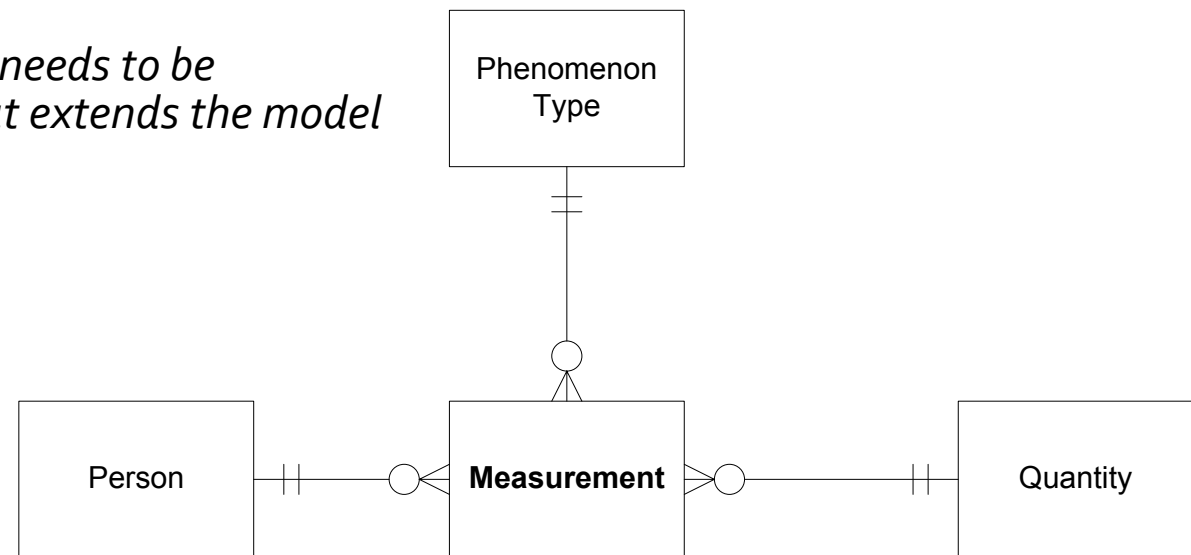 needs to be
extends the model
Phenomenon
Type
Person
Measurement
Quantity